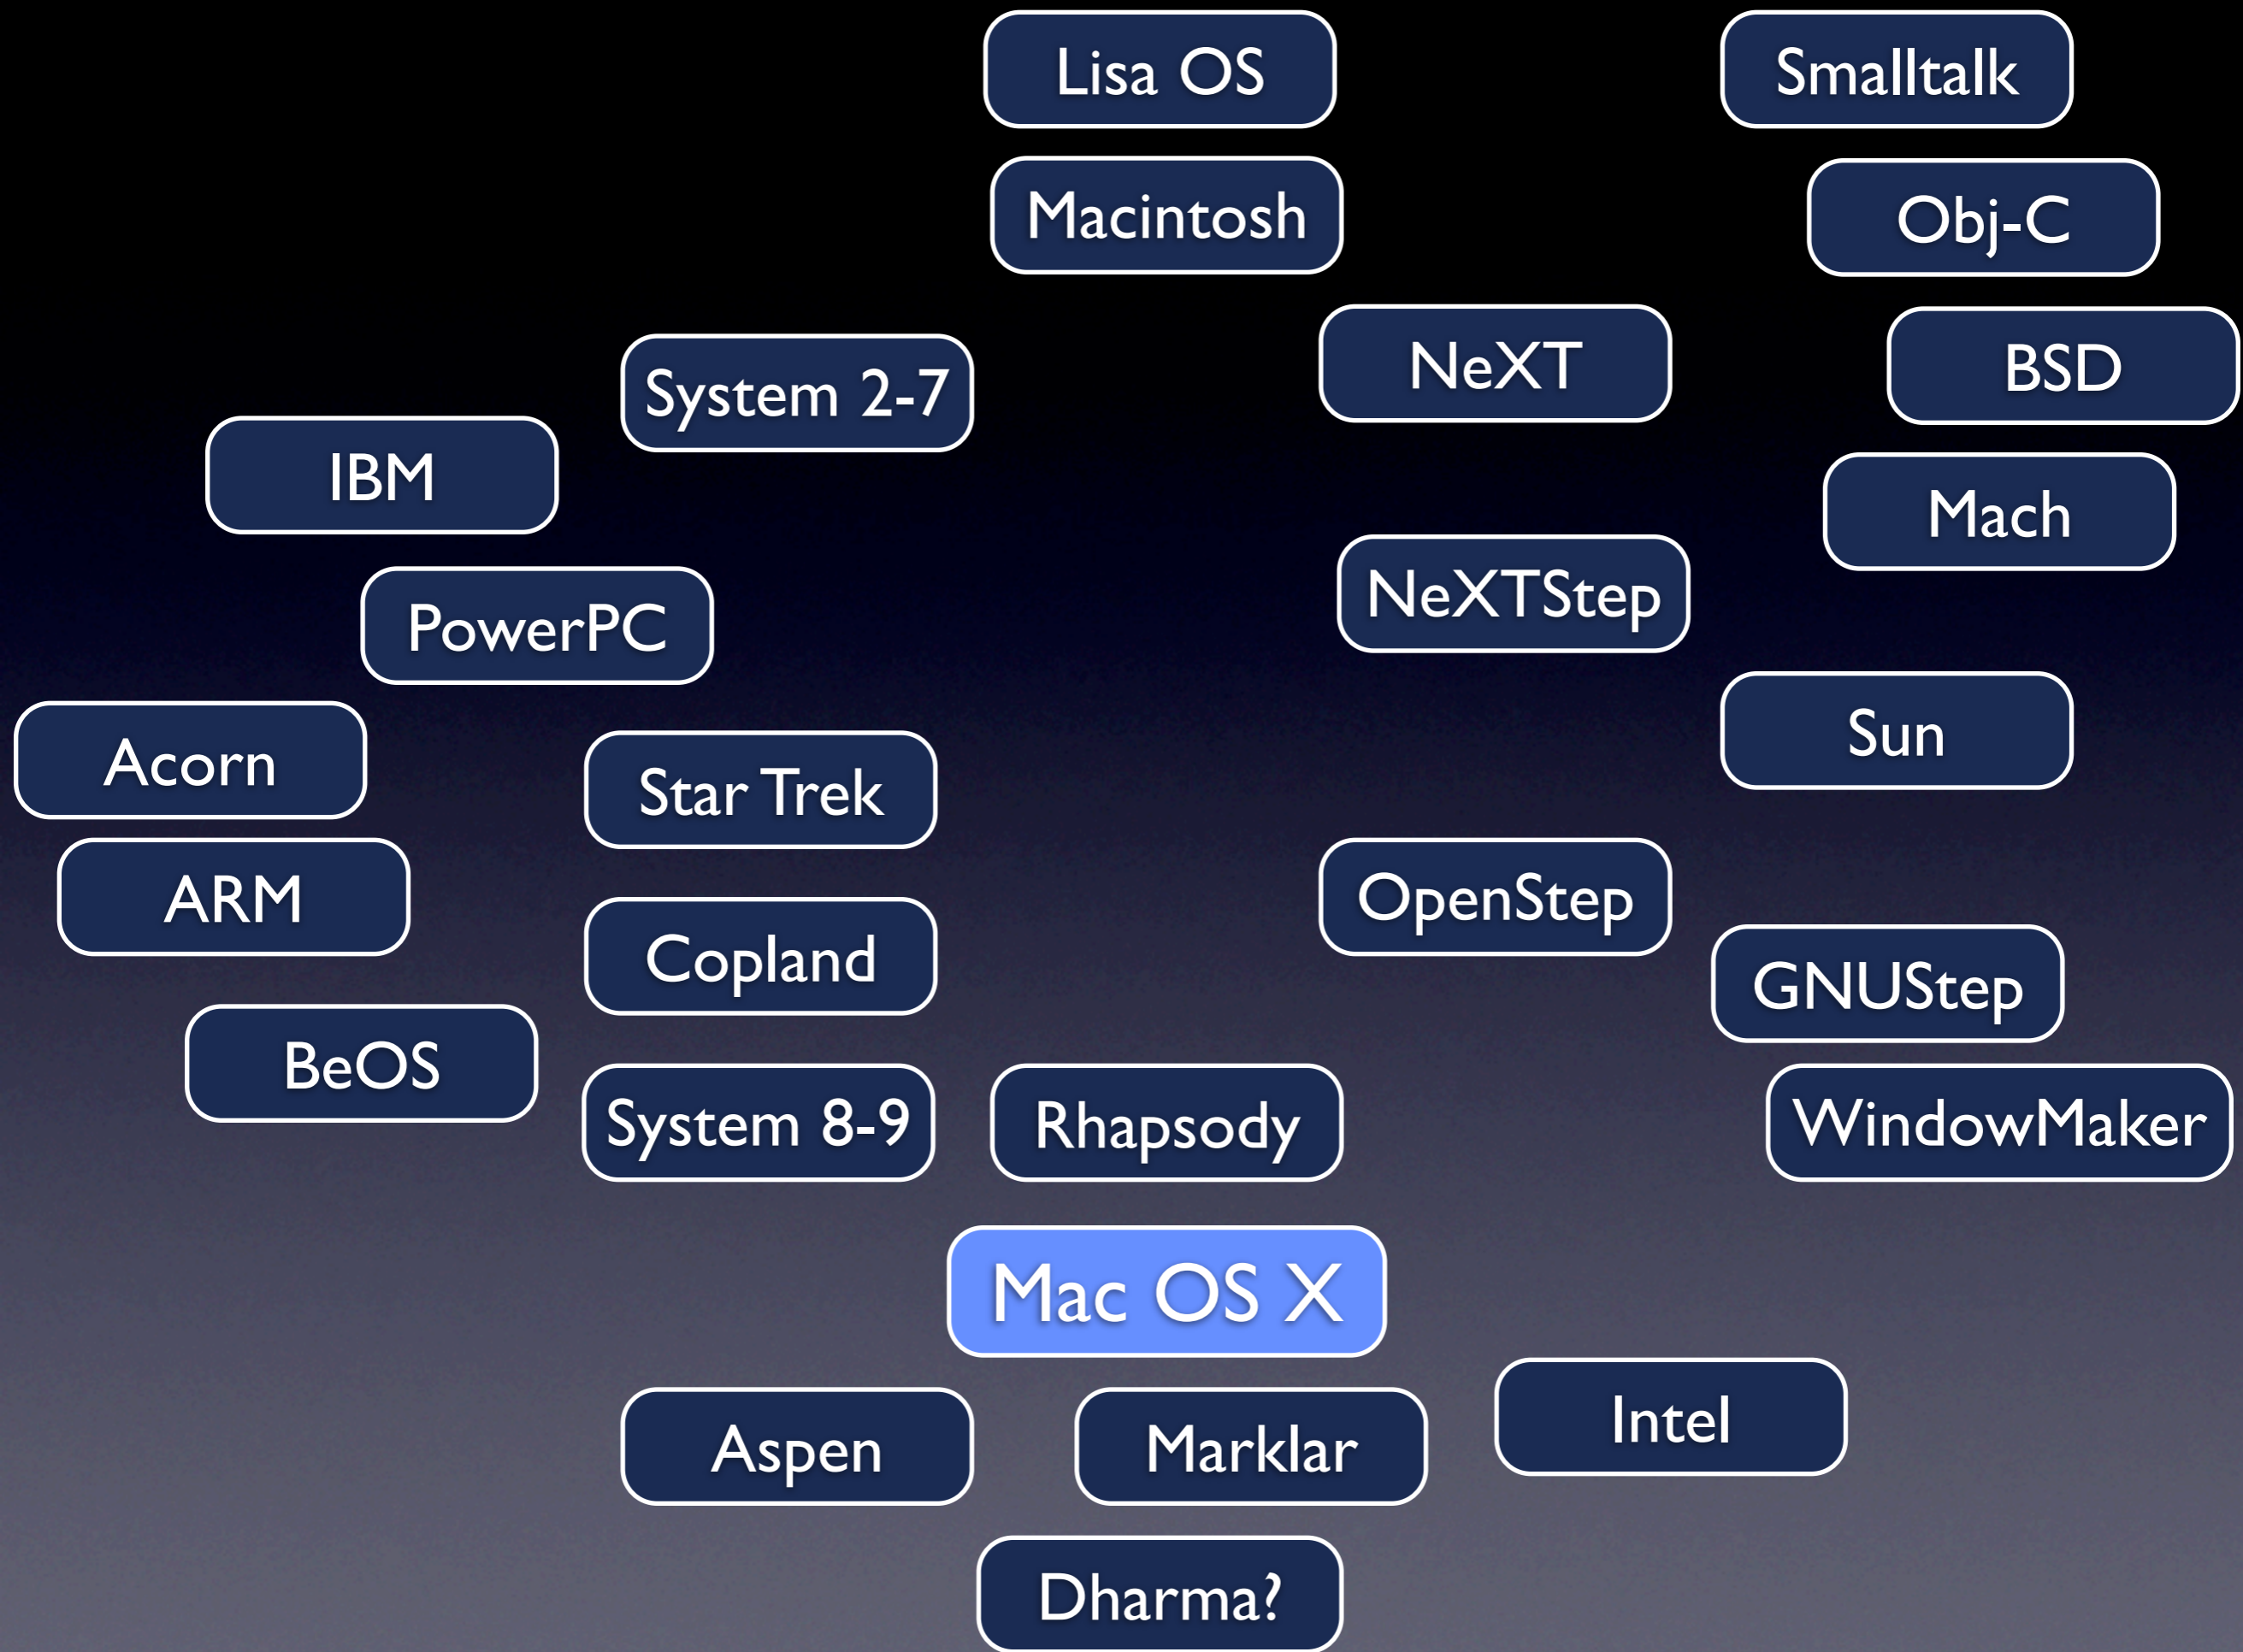 Lisa OS
Smalltalk
Macintosh
Obj-C
NeXT
BSD
System 2-7
IBM
Mach
NeXTStep
PowerPC
Sun
Acorn
Star Trek
ARM
OpenStep
Copland
GNUStep
BeOS
System 8-9
Rhapsody
WindowMaker
Mac OS X
Intel
Aspen
Marklar
Dharma?